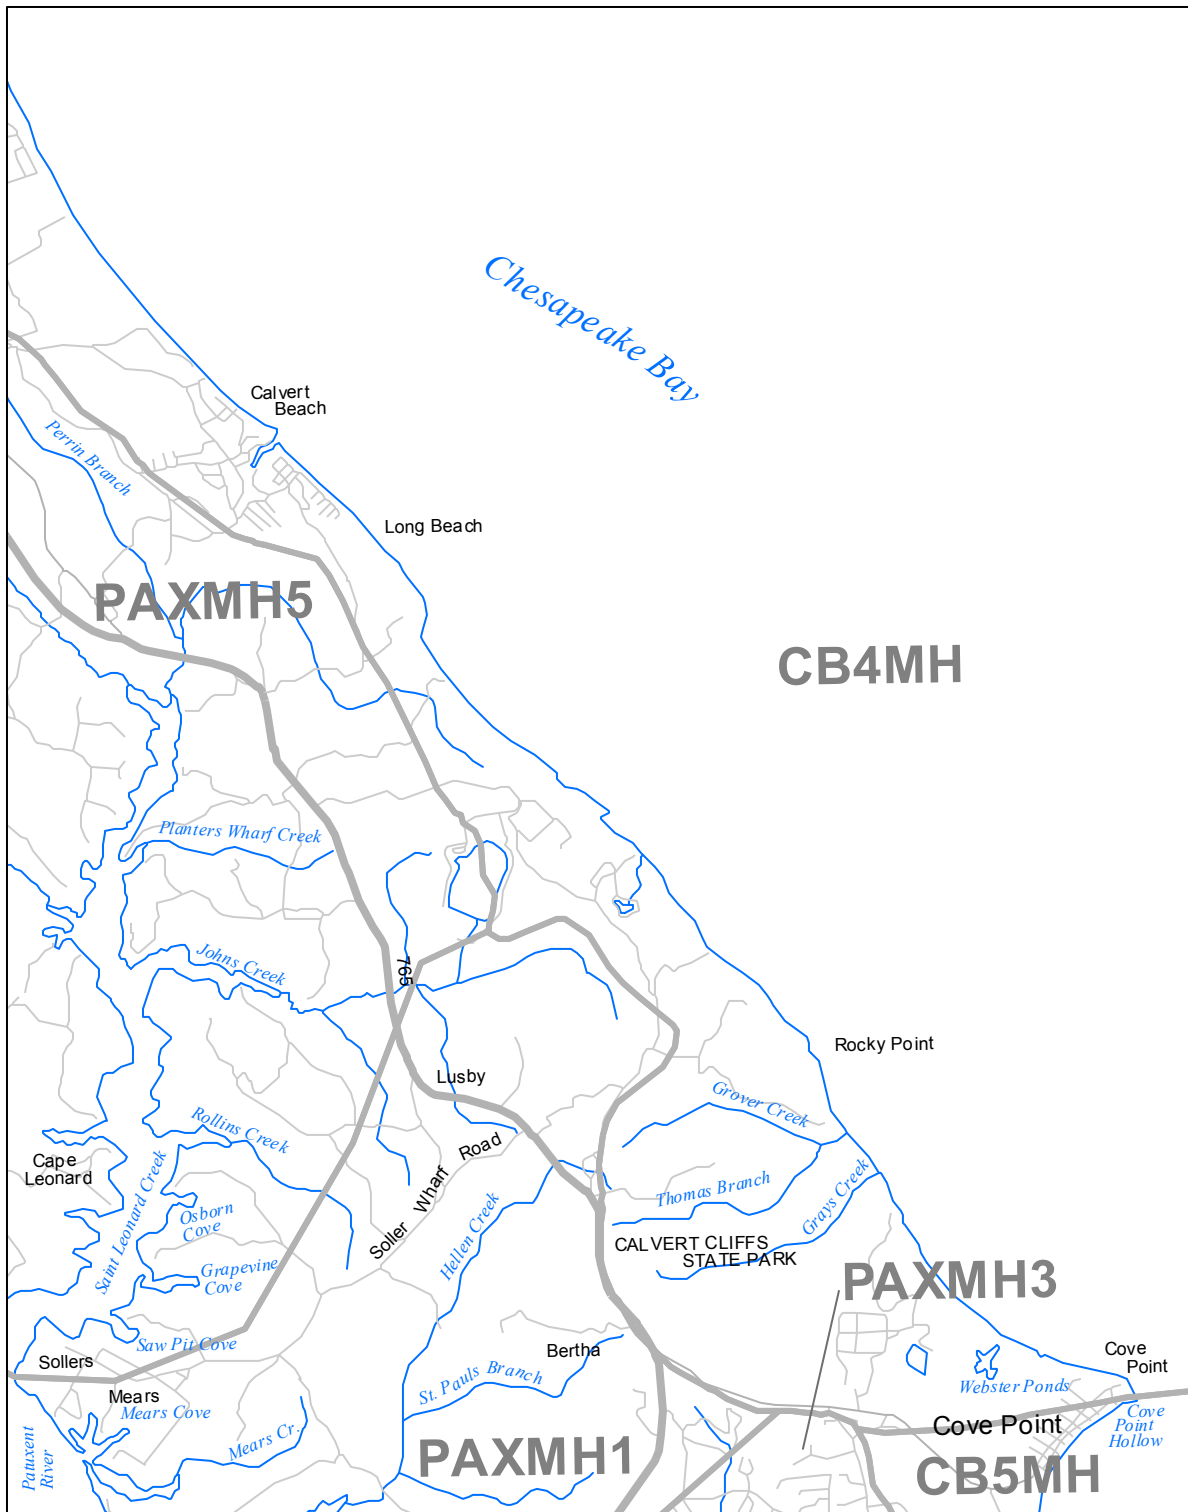 Chesapeake Bay
Calvert
Beach
Perrin Branch
Long Beach
PAXMH5
CB4MH
Planters Wharf Creek
Johns Creek
765
Rocky Point
Lusby
Grover Creek
Rollins Creek
Soller Wharf Road
Cape
Leonard
Saint Leonard Creek
Thomas Branch
Grays Creek
Osborn
Cove
Hellen Creek
CALVERT CLIFFS
STATE PARK
Grapevine
Cove
PAXMH3
Saw Pit Cove
Sollers
Bertha
Cove
Point
St. Pauls Branch
Webster Ponds
Mears
Mears Cove
Cove Point
Cove
Point
Hollow
Mears Cr.
Patuxent
River
PAXMH1
CB5MH